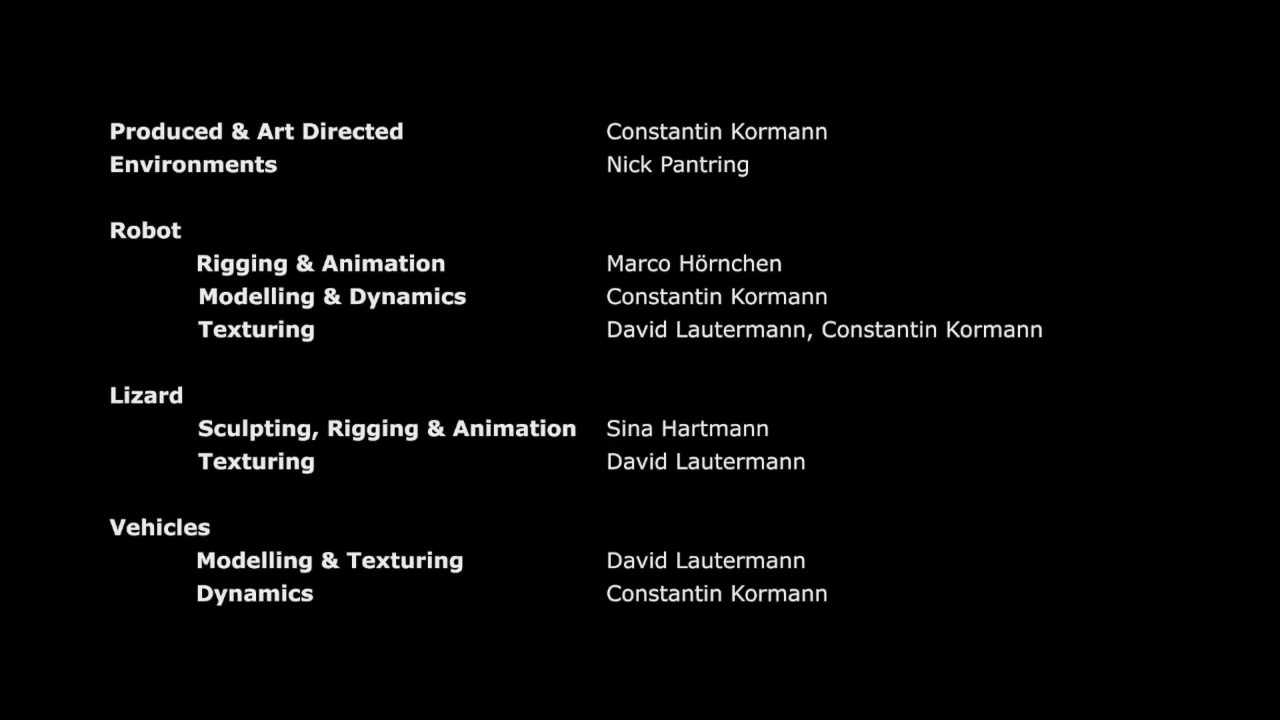 Produced & Art Directed Constantin Kormann
Environments Nick Pantring
Robot
Rigging & Animation Marco Hörnchen
Modelling & Dynamics Constantin Kormann
Texturing David Lautermann, Constantin Kormann
Lizard
Sculpting, Rigging & Animation Sina Hartmann
Texturing David Lautermann
Vehicles
Modelling & Texturing David Lautermann
Dynamics Constantin Kormann